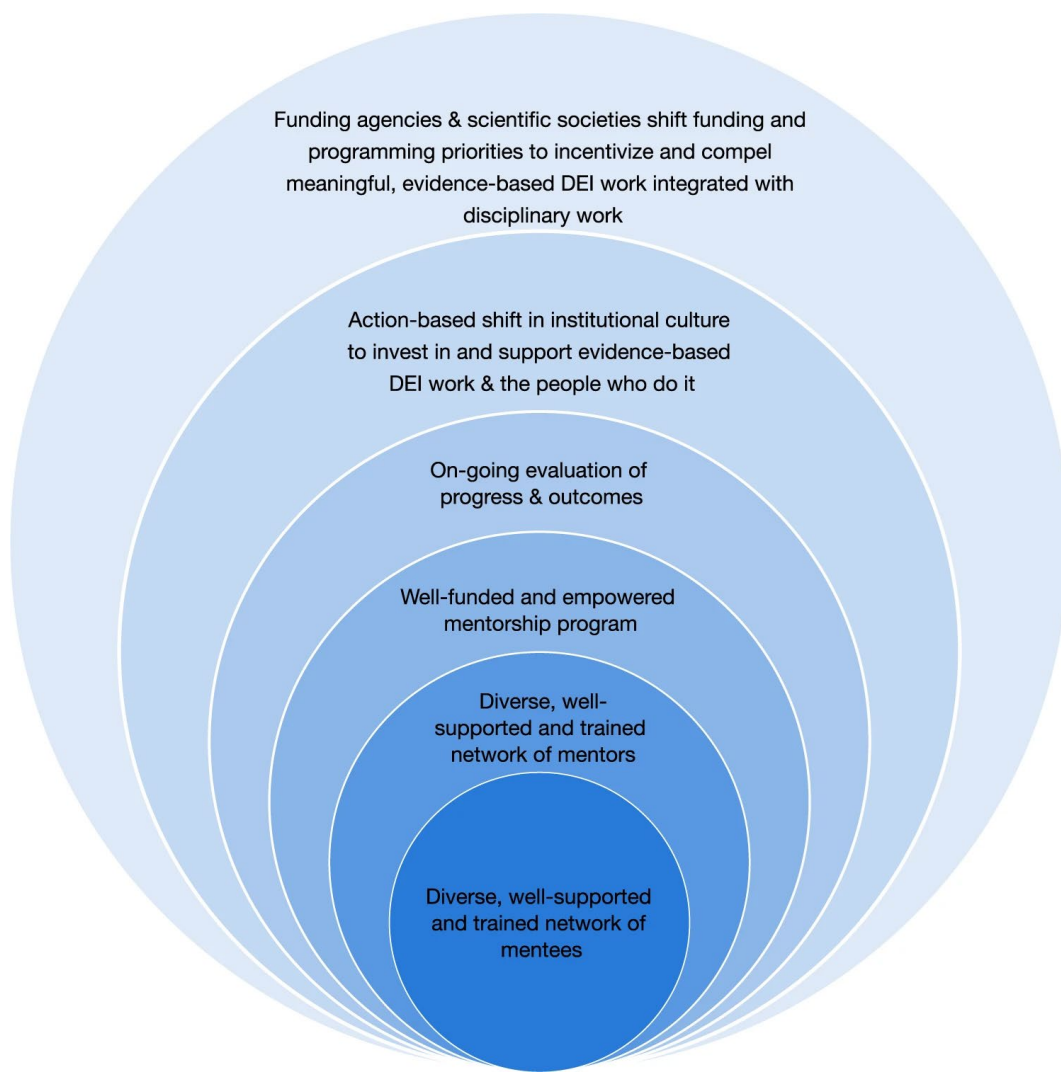 Funding agencies & scientific societies shift funding and
programming priorities to incentivize and compel
meaningful, evidence-based DEI work integrated with
disciplinary work
Action-based shift in institutional culture
to invest in and support evidence-based
DEI work & the people who do it
On-going evaluation of
progress & outcomes
Well-funded and empowered
mentorship program
Diverse, well-
supported and trained
network of mentors
Diverse, well-supported
and trained network of
mentees